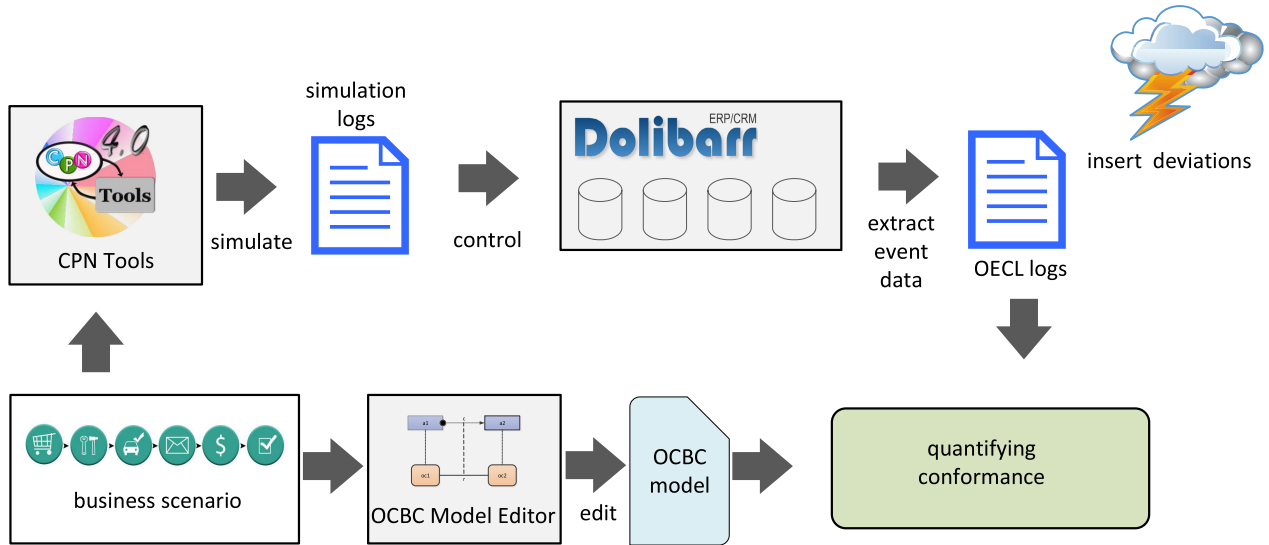 simulation
logs
4.0
CPN
Tools
CPN Tools
simulate
control
ERP/CRM
Dolibarr
extract
event
data
OECL logs
insert deviations
business scenario
$
a1
a2
oc1
oc2
OCBC Model Editor
edit
OCBC
model
quantifying
conformance